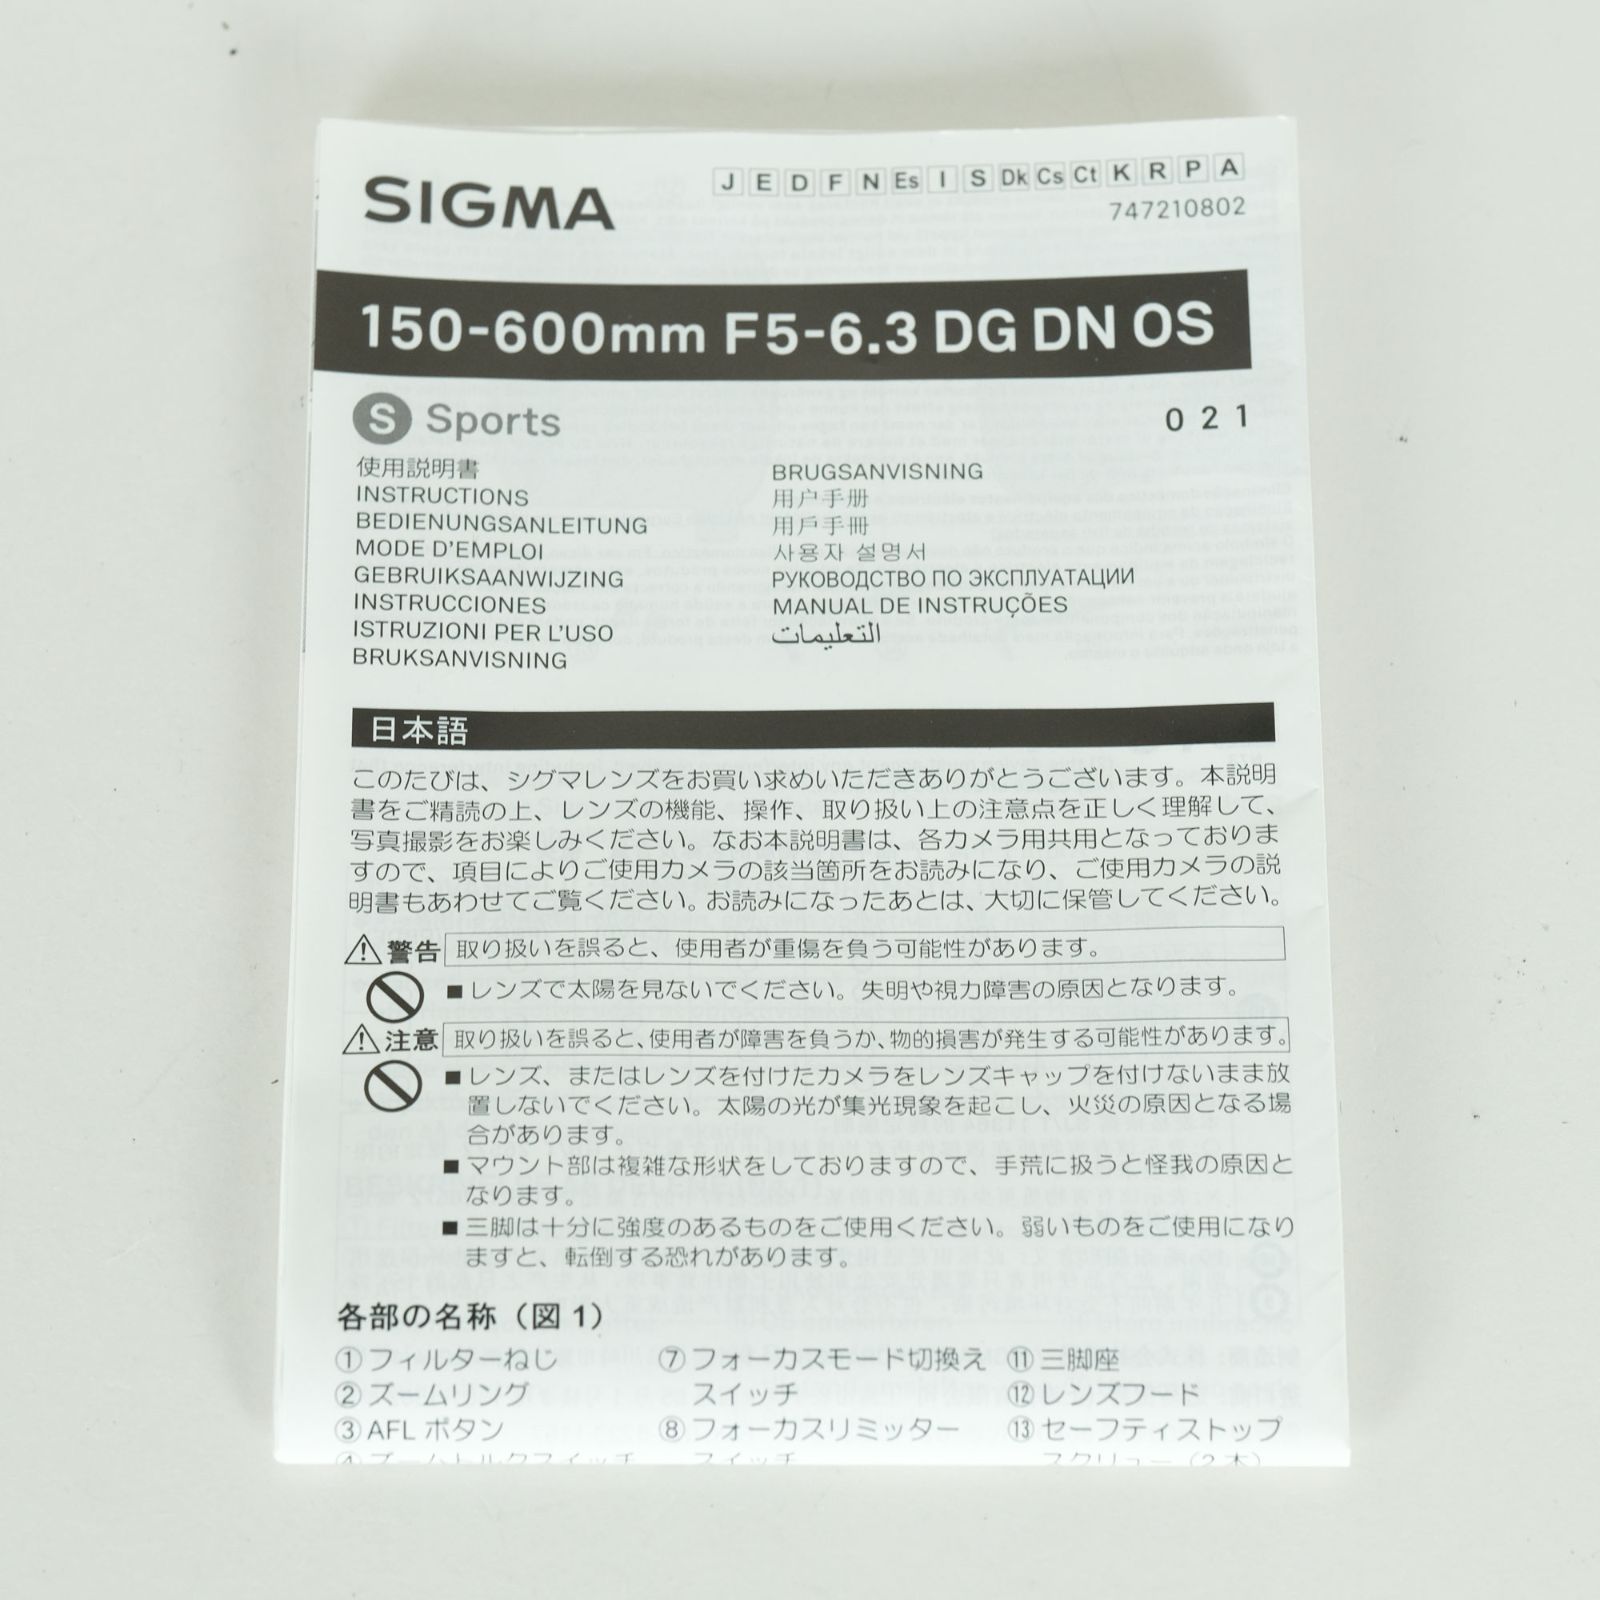 SIGMA
J E D F N Es I S Dk Cs Ct K R P A
747210802
150-600mm F5-6.3 DG DN OS
S Sports
021
使用説明書
INSTRUCTIONS
BEDIENUNGSANLEITUNG
MODE D'EMPLOI
GEBRUIKSAANWIJZING
INSTRUCCIONES
ISTRUZIONI PER L'USO
BRUKSANVISNING
BRUGSANVISNING
用户手册
用戶手冊
사용자 설명서
РУКОВОДСТВО ПО ЭКСПЛУАТАЦИИ
MANUAL DE INSTRUÇÕES
التعليمات
日本語
このたびは、シグマレンズをお買い求めいただきありがとうございます。本説明
書をご精読の上、レンズの機能、操作、取り扱い上の注意点を正しく理解して、
写真撮影をお楽しみください。なお本説明書は、各カメラ用共用となっておりま
すので、項目によりご使用カメラの該当箇所をお読みになり、ご使用カメラの説
明書もあわせてご覧ください。お読みになったあとは、大切に保管してください。
⚠警告 取り扱いを誤ると、使用者が重傷を負う可能性があります。
■レンズで太陽を見ないでください。失明や視力障害の原因となります。
⚠注意 取り扱いを誤ると、使用者が障害を負うか、物的損害が発生する可能性があります。
■レンズ、またはレンズを付けたカメラをレンズキャップを付けないまま放
置しないでください。太陽の光が集光現象を起こし、火災の原因となる場
合があります。
■マウント部は複雑な形状をしておりますので、手荒に扱うと怪我の原因と
なります。
■三脚は十分に強度のあるものをご使用ください。弱いものをご使用になり
ますと、転倒する恐れがあります。
各部の名称（図1）
①フィルターねじ
②ズームリング
③AFL ボタン
④ズームトルクスイッチ
⑦フォーカスモード切換え
スイッチ
⑧フォーカスリミッター
スイッチ
⑪三脚座
⑫レンズフード
⑬セーフティストップ
スクリュー（2本）